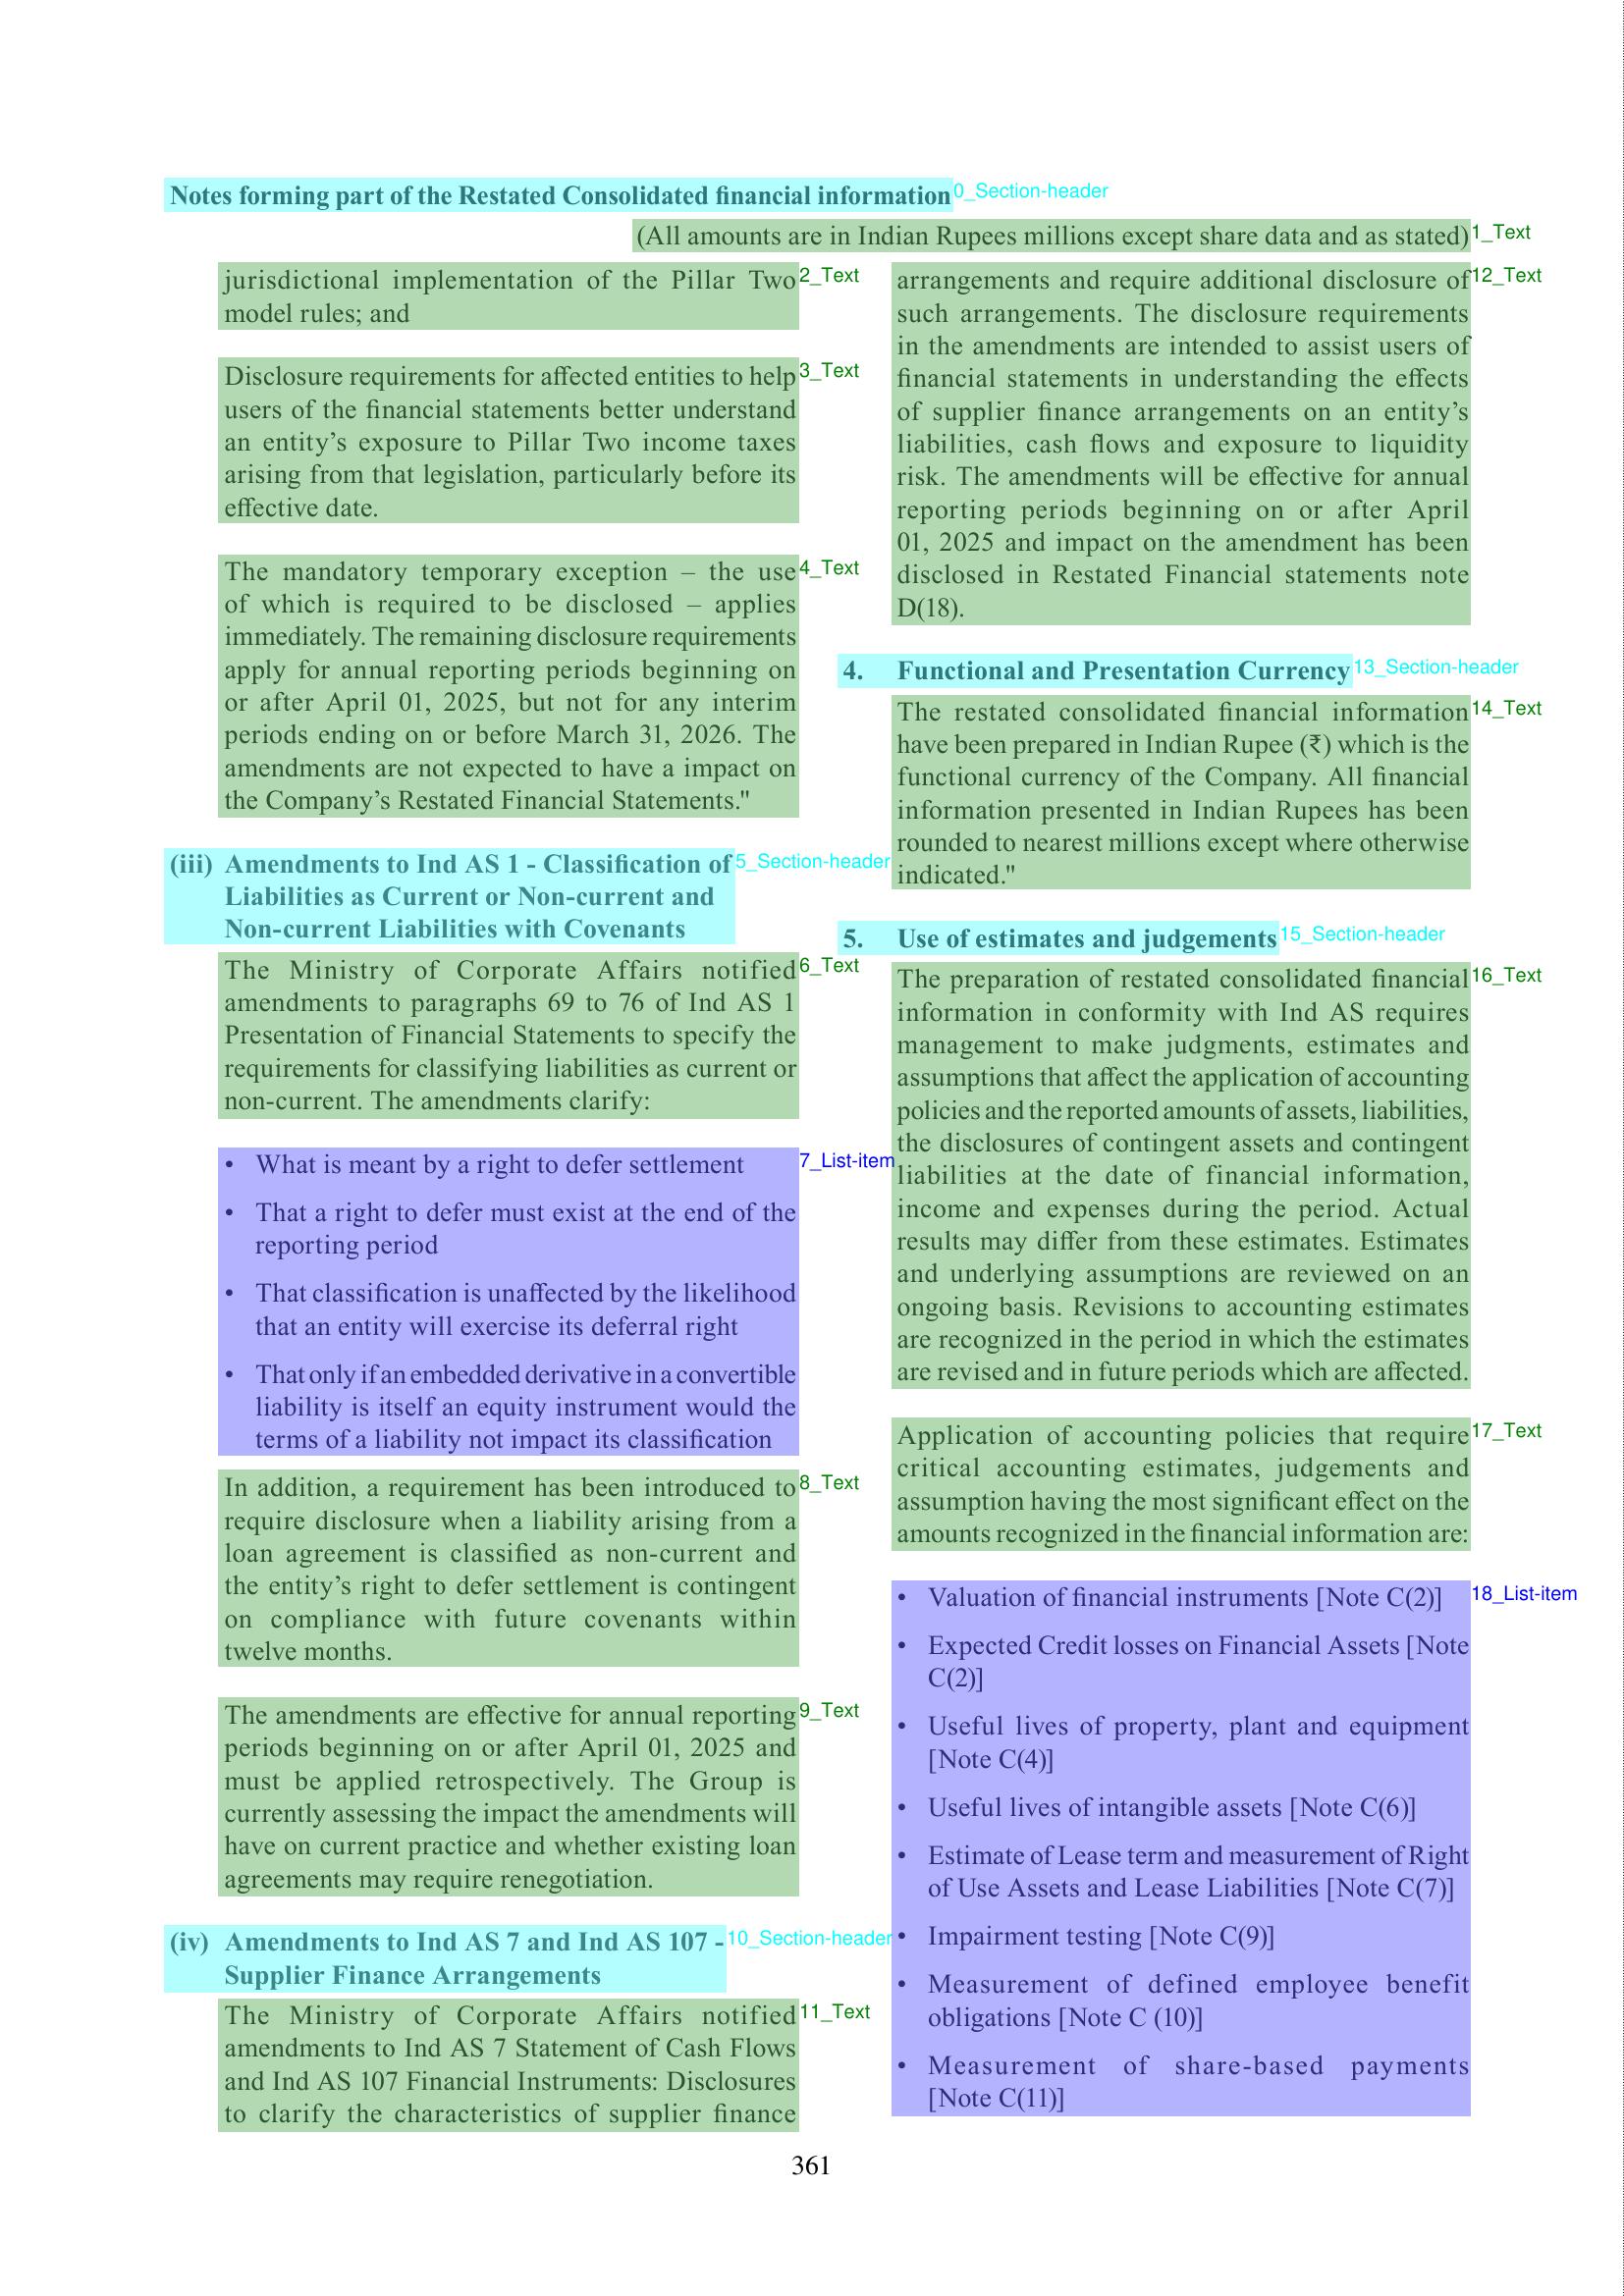 Notes forming part of the Restated Consolidated financial information
0_Section-header
(All amounts are in Indian Rupees millions except share data and as stated)
1_Text
jurisdictional implementation of the Pillar Two
2_Text
model rules; and
Disclosure requirements for affected entities to help
3_Text
users of the financial statements better understand
an entity’s exposure to Pillar Two income taxes
arising from that legislation, particularly before its
effective date.
The mandatory temporary exception – the use
4_Text
of which is required to be disclosed – applies
immediately. The remaining disclosure requirements
apply for annual reporting periods beginning on
or after April 01, 2025, but not for any interim
periods ending on or before March 31, 2026. The
amendments are not expected to have a impact on
the Company’s Restated Financial Statements."
(iii) Amendments to Ind AS 1 - Classification of
5_Section-header
Liabilities as Current or Non-current and
Non-current Liabilities with Covenants
The Ministry of Corporate Affairs notified
6_Text
amendments to paragraphs 69 to 76 of Ind AS 1
Presentation of Financial Statements to specify the
requirements for classifying liabilities as current or
non-current. The amendments clarify:
• What is meant by a right to defer settlement
7_List-item
• That a right to defer must exist at the end of the
reporting period
• That classification is unaffected by the likelihood
that an entity will exercise its deferral right
• That only if an embedded derivative in a convertible
liability is itself an equity instrument would the
terms of a liability not impact its classification
In addition, a requirement has been introduced to
8_Text
require disclosure when a liability arising from a
loan agreement is classified as non-current and
the entity’s right to defer settlement is contingent
on compliance with future covenants within
twelve months.
The amendments are effective for annual reporting
9_Text
periods beginning on or after April 01, 2025 and
must be applied retrospectively. The Group is
currently assessing the impact the amendments will
have on current practice and whether existing loan
agreements may require renegotiation.
(iv) Amendments to Ind AS 7 and Ind AS 107 -
10_Section-header
Supplier Finance Arrangements
The Ministry of Corporate Affairs notified
11_Text
amendments to Ind AS 7 Statement of Cash Flows
and Ind AS 107 Financial Instruments: Disclosures
to clarify the characteristics of supplier finance
arrangements and require additional disclosure of
12_Text
such arrangements. The disclosure requirements
in the amendments are intended to assist users of
financial statements in understanding the effects
of supplier finance arrangements on an entity’s
liabilities, cash flows and exposure to liquidity
risk. The amendments will be effective for annual
reporting periods beginning on or after April
01, 2025 and impact on the amendment has been
disclosed in Restated Financial statements note
D(18).
4. Functional and Presentation Currency
13_Section-header
The restated consolidated financial information
14_Text
have been prepared in Indian Rupee (₹) which is the
functional currency of the Company. All financial
information presented in Indian Rupees has been
rounded to nearest millions except where otherwise
indicated."
5. Use of estimates and judgements
15_Section-header
The preparation of restated consolidated financial
16_Text
information in conformity with Ind AS requires
management to make judgments, estimates and
assumptions that affect the application of accounting
policies and the reported amounts of assets, liabilities,
the disclosures of contingent assets and contingent
liabilities at the date of financial information,
income and expenses during the period. Actual
results may differ from these estimates. Estimates
and underlying assumptions are reviewed on an
ongoing basis. Revisions to accounting estimates
are recognized in the period in which the estimates
are revised and in future periods which are affected.
Application of accounting policies that require
17_Text
critical accounting estimates, judgements and
assumption having the most significant effect on the
amounts recognized in the financial information are:
• Valuation of financial instruments [Note C(2)]
18_List-item
• Expected Credit losses on Financial Assets [Note
C(2)]
• Useful lives of property, plant and equipment
[Note C(4)]
• Useful lives of intangible assets [Note C(6)]
• Estimate of Lease term and measurement of Right
of Use Assets and Lease Liabilities [Note C(7)]
• Impairment testing [Note C(9)]
• Measurement of defined employee benefit
obligations [Note C (10)]
• Measurement of share-based payments
[Note C(11)]
361